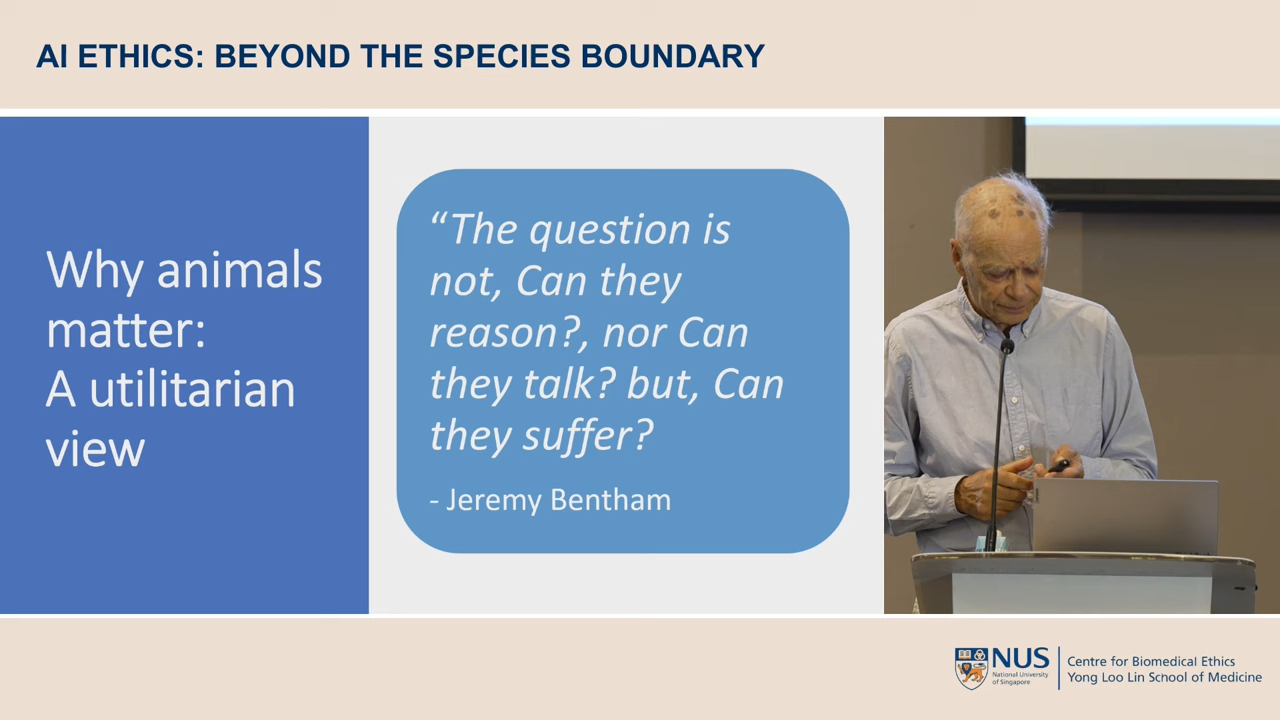 AI ETHICS: BEYOND THE SPECIES BOUNDARY
Why animals
matter:
A utilitarian
view
“The question is
not, Can they
reason?, nor Can
they talk? but, Can
they suffer?
- Jeremy Bentham
NUS
National University
of Singapore
Centre for Biomedical Ethics
Yong Loo Lin School of Medicine